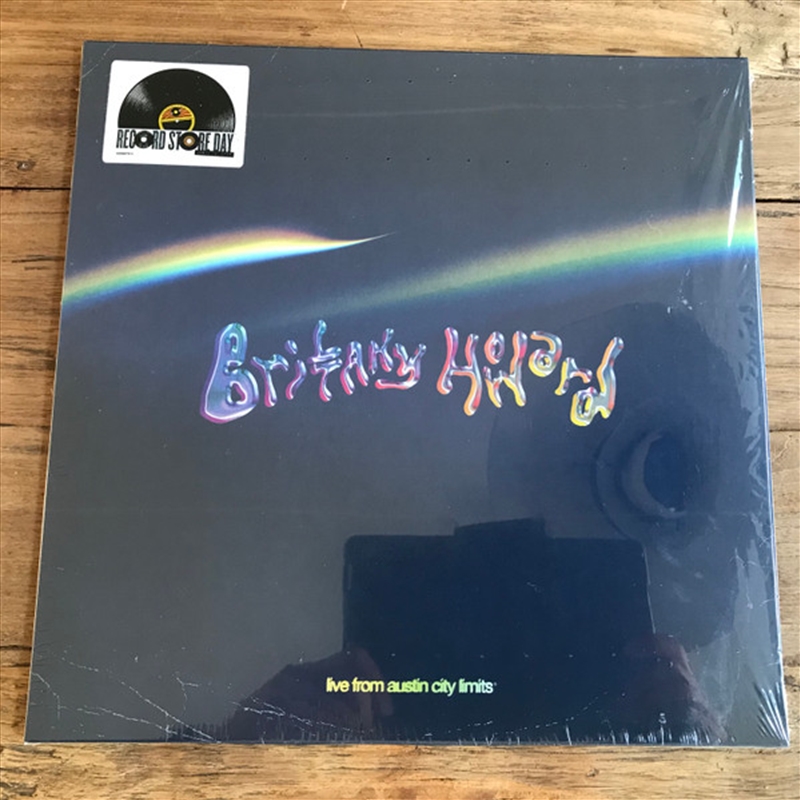 RECORD STORE DAY
Brittany Howard
live from austin city limits